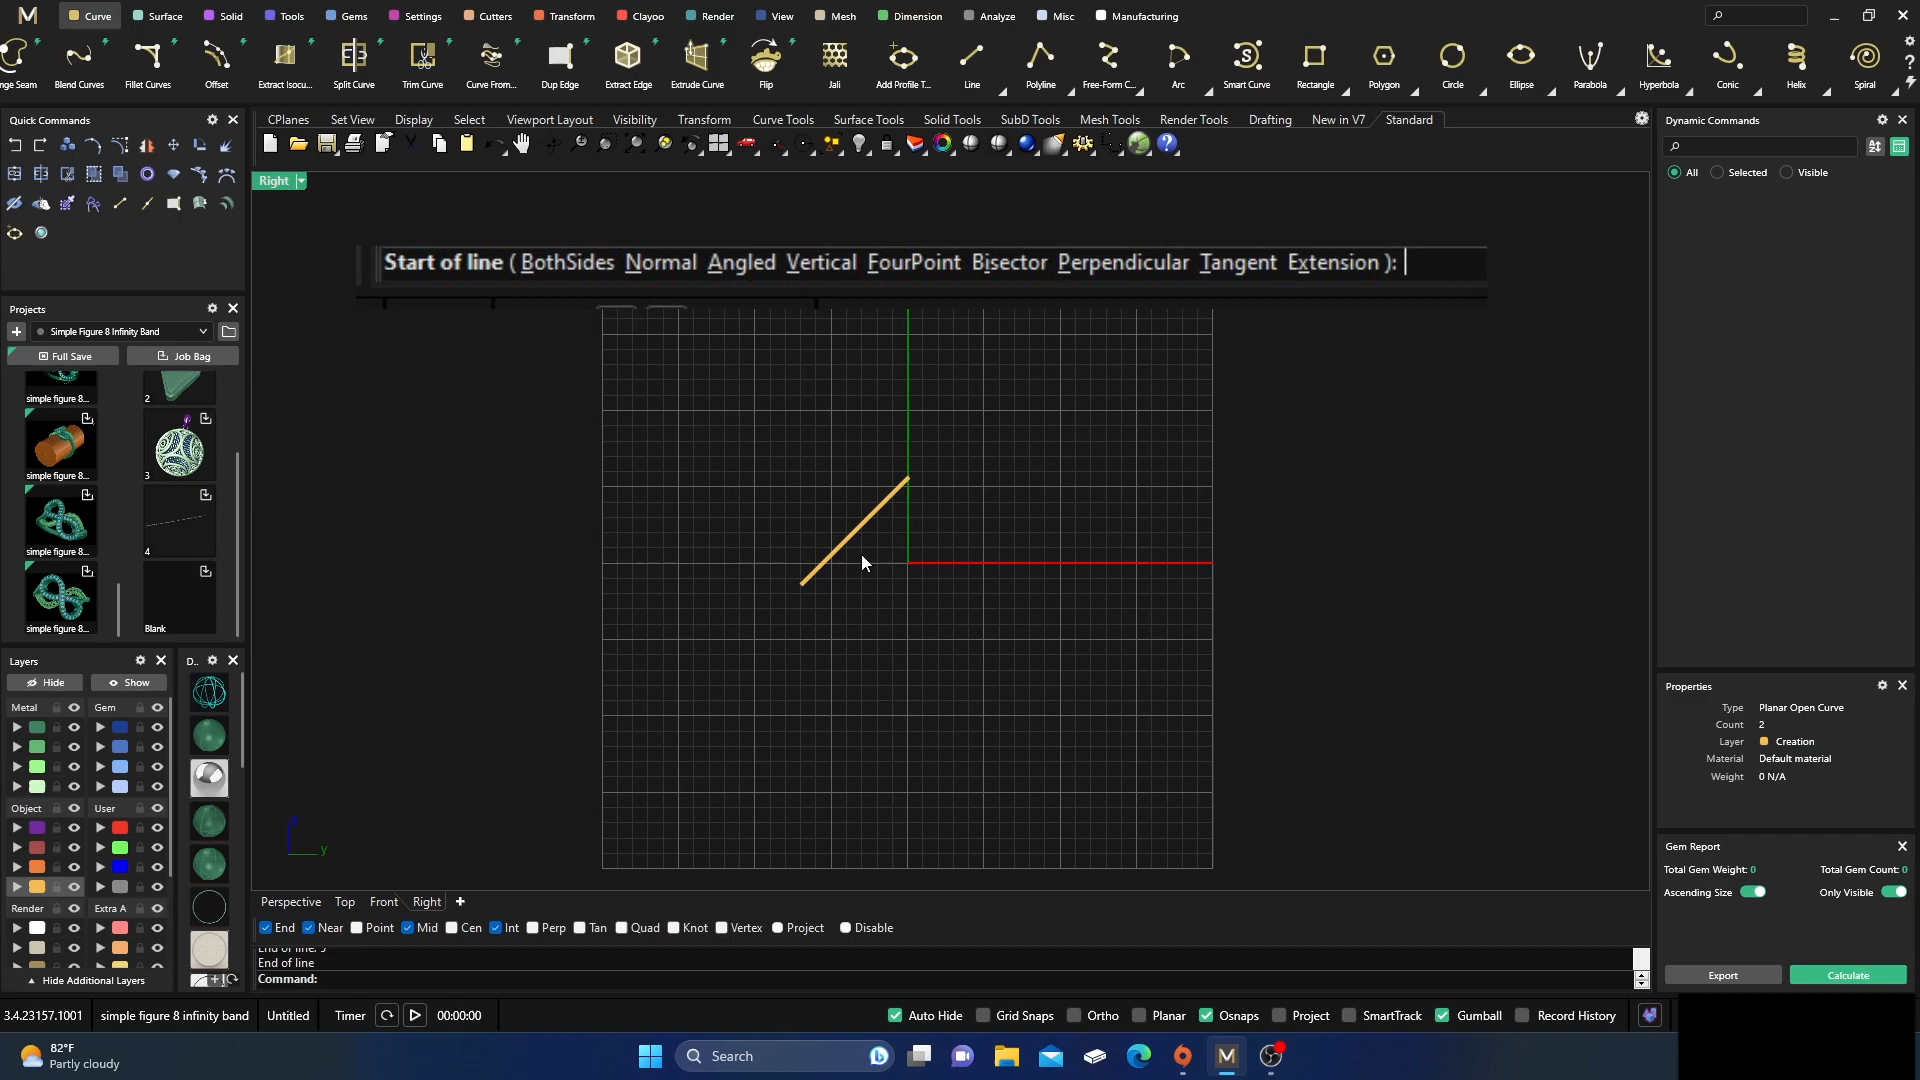 Curve Surface Solid Tools Gems Settings Cutters Transform Clayoo Render View Mesh Dimension Analyze Misc Manufacturing
nge Seam Blend Curves Fillet Curves Offset Extract Isocu... Split Curve Trim Curve Curve From... Dup Edge Extract Edge Extrude Curve Flip Jali Add Profile T... Line Polyline Free-Form C... Arc Smart Curve Rectangle Polygon Circle Ellipse Parabola Hyperbola Conic Helix Spiral
Quick Commands
CPlanes Set View Display Select Viewport Layout Visibility Transform Curve Tools Surface Tools Solid Tools SubD Tools Mesh Tools Render Tools Drafting New in V7 Standard
Dynamic Commands
All Selected Visible
Right
Start of line ( BothSides Normal Angled Vertical FourPoint Bisector Perpendicular Tangent Extension ):
Projects
Simple Figure 8 Infinity Band
Full Save Job Bag
simple figure 8... 2
simple figure 8... 3
simple figure 8... 4
simple figure 8... Blank
Layers D..
Hide Show
Metal Gem
Object User
Render Extra A
Hide Additional Layers
y
Properties
Type Planar Open Curve
Count 2
Layer Creation
Material Default material
Weight 0 N/A
Gem Report
Total Gem Weight: 0 Total Gem Count: 0
Ascending Size Only Visible
Export Calculate
Perspective Top Front Right
End Near Point Mid Cen Int Perp Tan Quad Knot Vertex Project Disable
End of line
Command:
3.4.23157.1001 simple figure 8 infinity band Untitled Timer 00:00:00 Auto Hide Grid Snaps Ortho Planar Osnaps Project SmartTrack Gumball Record History
82°F
Partly cloudy
Search